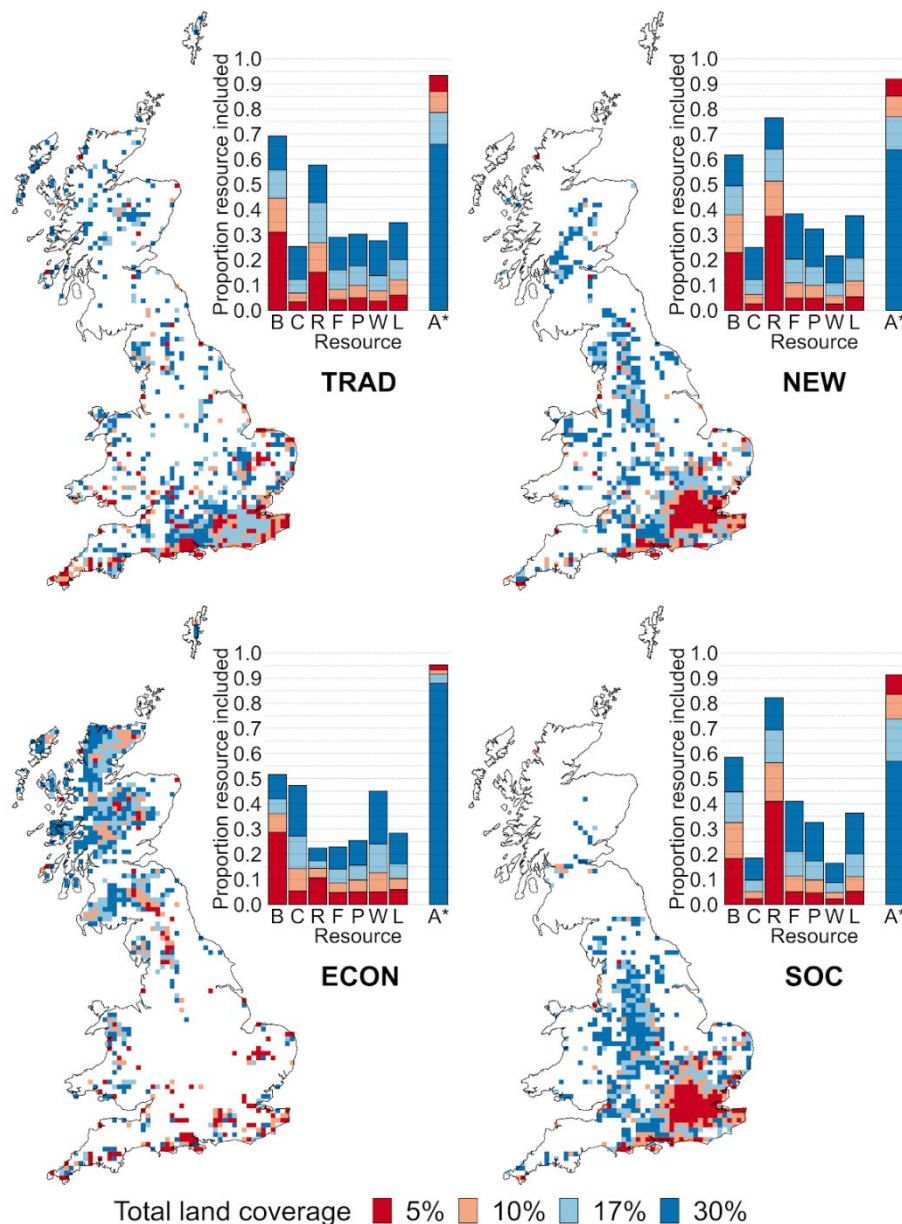 Proportion resource included
1.0
0.9
0.8
0.7
0.6
0.5
0.4
0.3
0.2
0.1
0.0
B C R F P W L A*
Resource
TRAD
Proportion resource included
1.0
0.9
0.8
0.7
0.6
0.5
0.4
0.3
0.2
0.1
0.0
B C R F P W L A*
Resource
NEW
Proportion resource included
1.0
0.9
0.8
0.7
0.6
0.5
0.4
0.3
0.2
0.1
0.0
B C R F P W L A*
Resource
ECON
Proportion resource included
1.0
0.9
0.8
0.7
0.6
0.5
0.4
0.3
0.2
0.1
0.0
B C R F P W L A*
Resource
SOC
Total land coverage 5% 10% 17% 30%